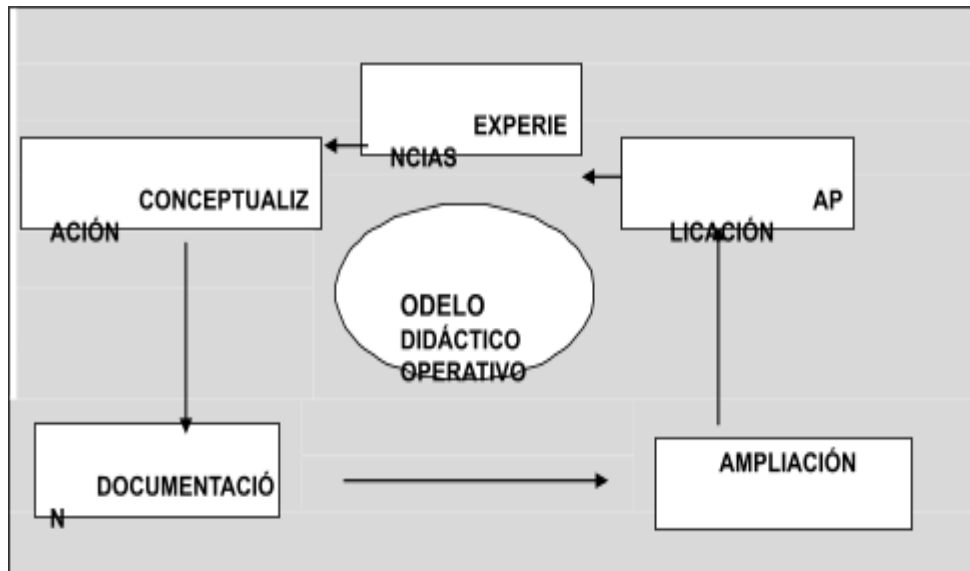 EXPERIE
NCIAS
CONCEPTUALIZ
ACIÓN
AP
LICACIÓN
ODELO
DIDÁCTICO
OPERATIVO
DOCUMENTACIÓ
N
AMPLIACIÓN